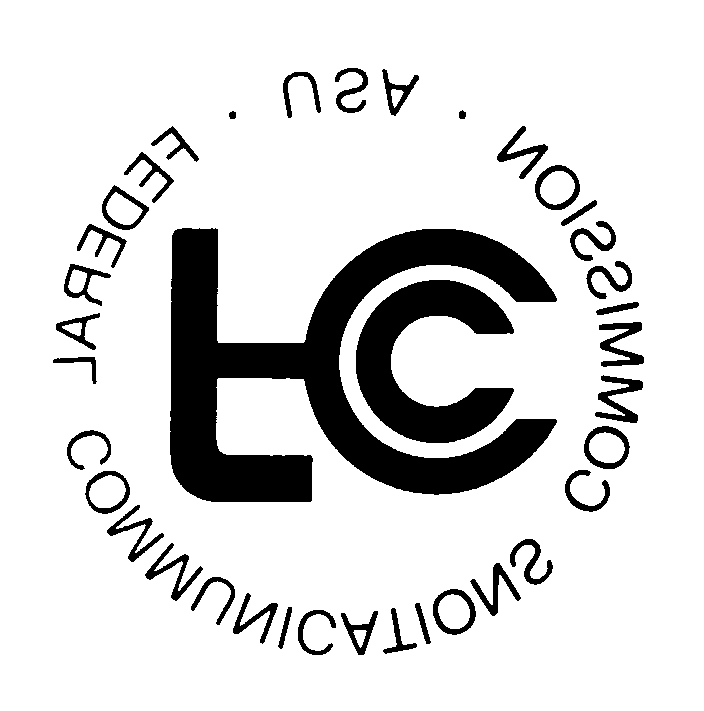 FEDERAL COMMUNICATIONS COMMISSION
· USA ·
FCC